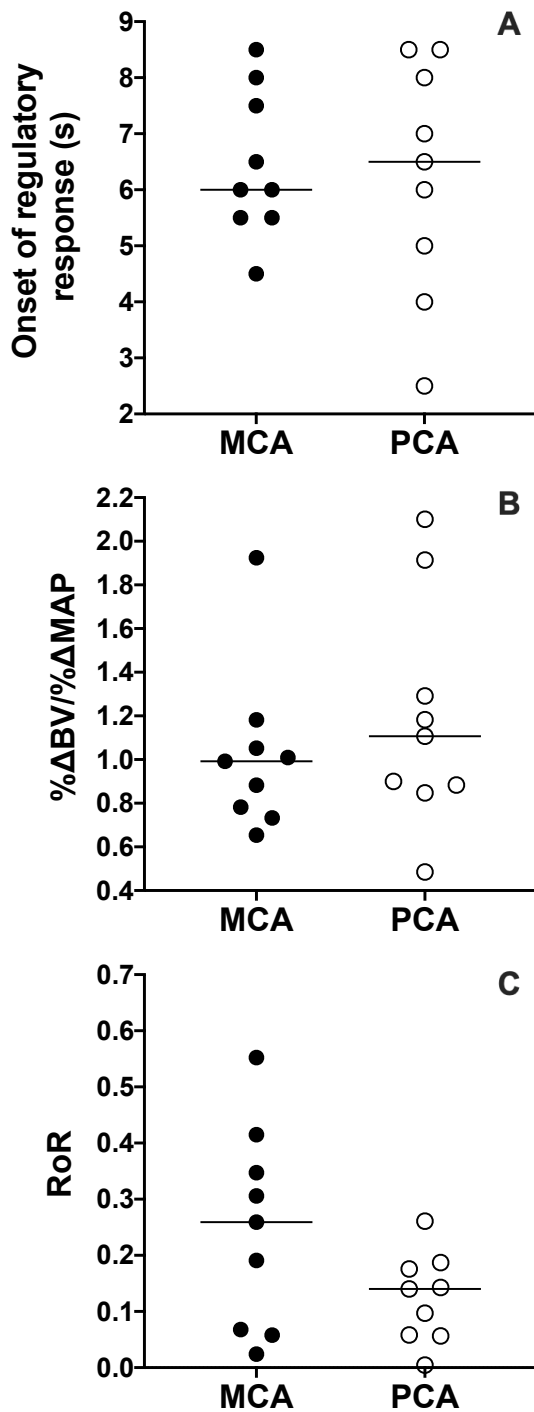 A
Onset of regulatory
response (s)
9
8
7
6
5
4
3
2
MCA PCA
B
%ΔBV/%ΔMAP
2.2
2.0
1.8
1.6
1.4
1.2
1.0
0.8
0.6
0.4
MCA PCA
C
RoR
0.7
0.6
0.5
0.4
0.3
0.2
0.1
0.0
MCA PCA